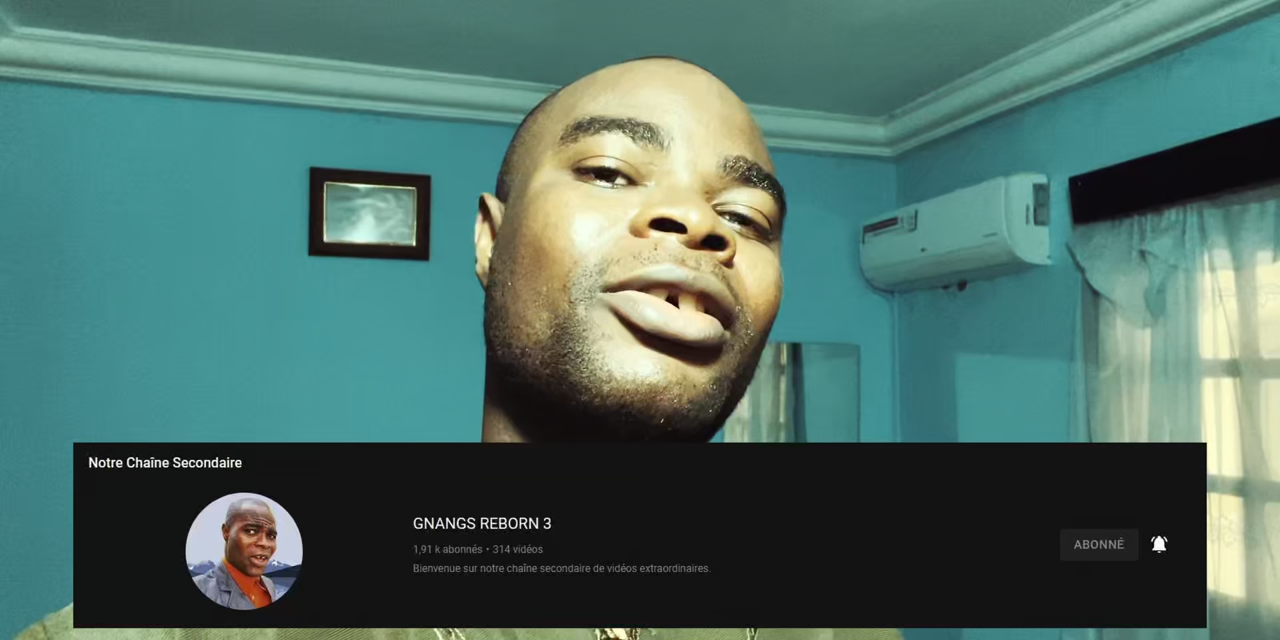 Notre Chaîne Secondaire
GNANGS REBORN 3
1,91 k abonnés • 314 vidéos
Bienvenue sur notre chaîne secondaire de vidéos extraordinaires.
ABONNÉ